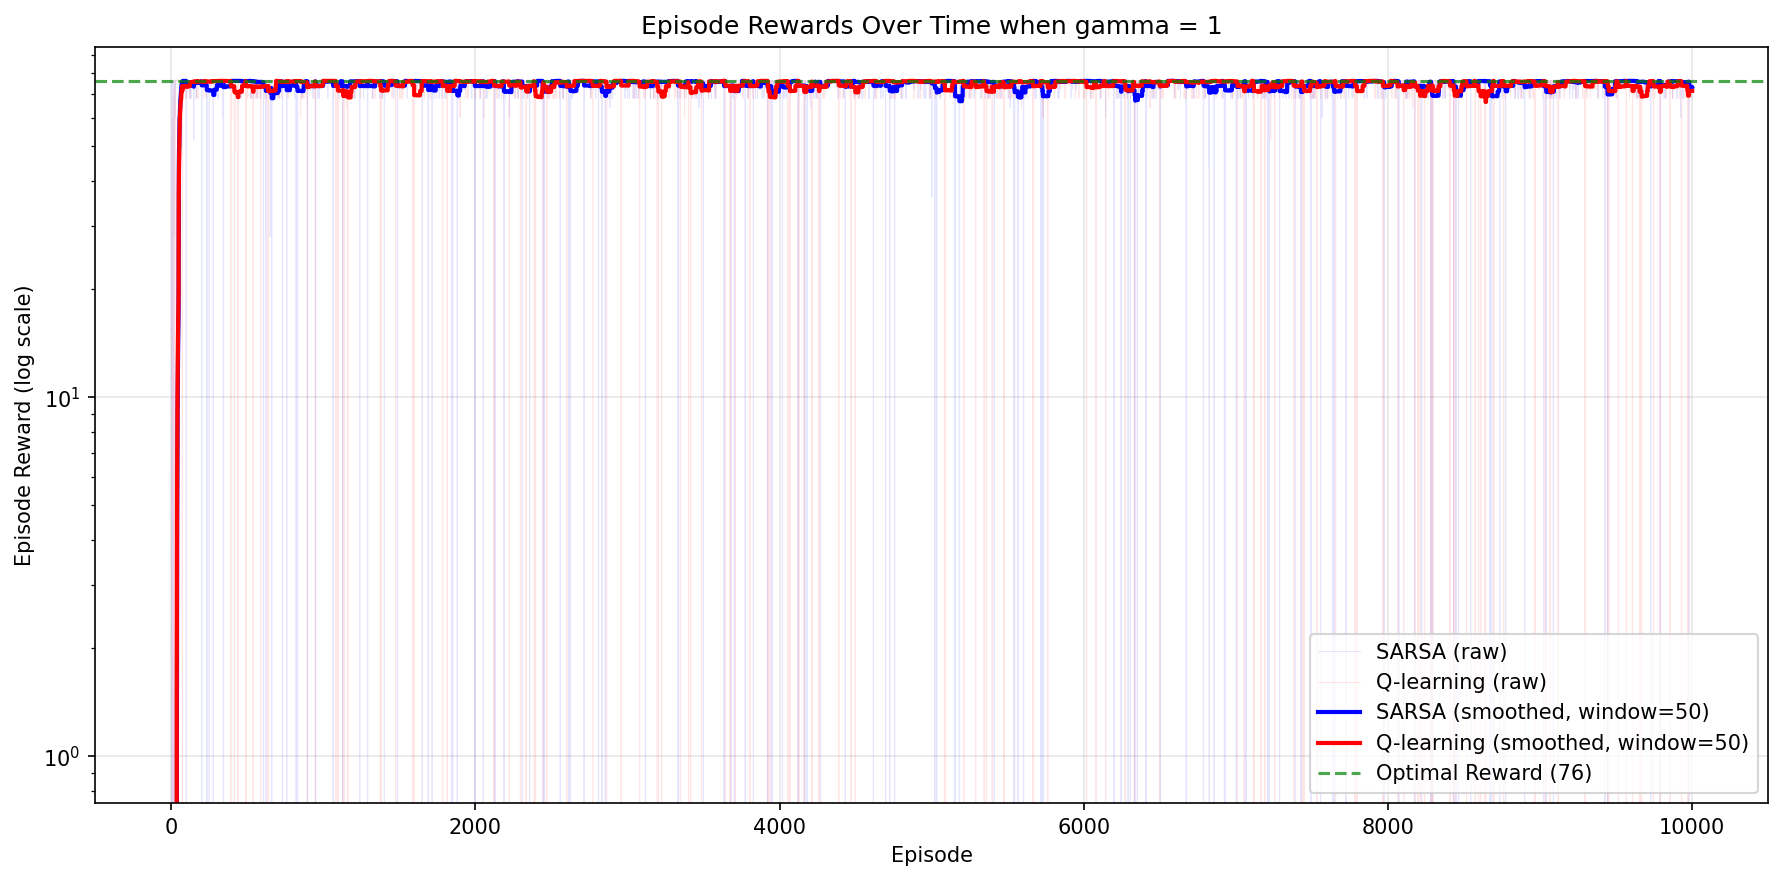 Episode Rewards Over Time when gamma = 1
Episode Reward (log scale)
10¹
10⁰
0
2000
4000
6000
8000
10000
Episode
SARSA (raw)
Q-learning (raw)
SARSA (smoothed, window=50)
Q-learning (smoothed, window=50)
Optimal Reward (76)